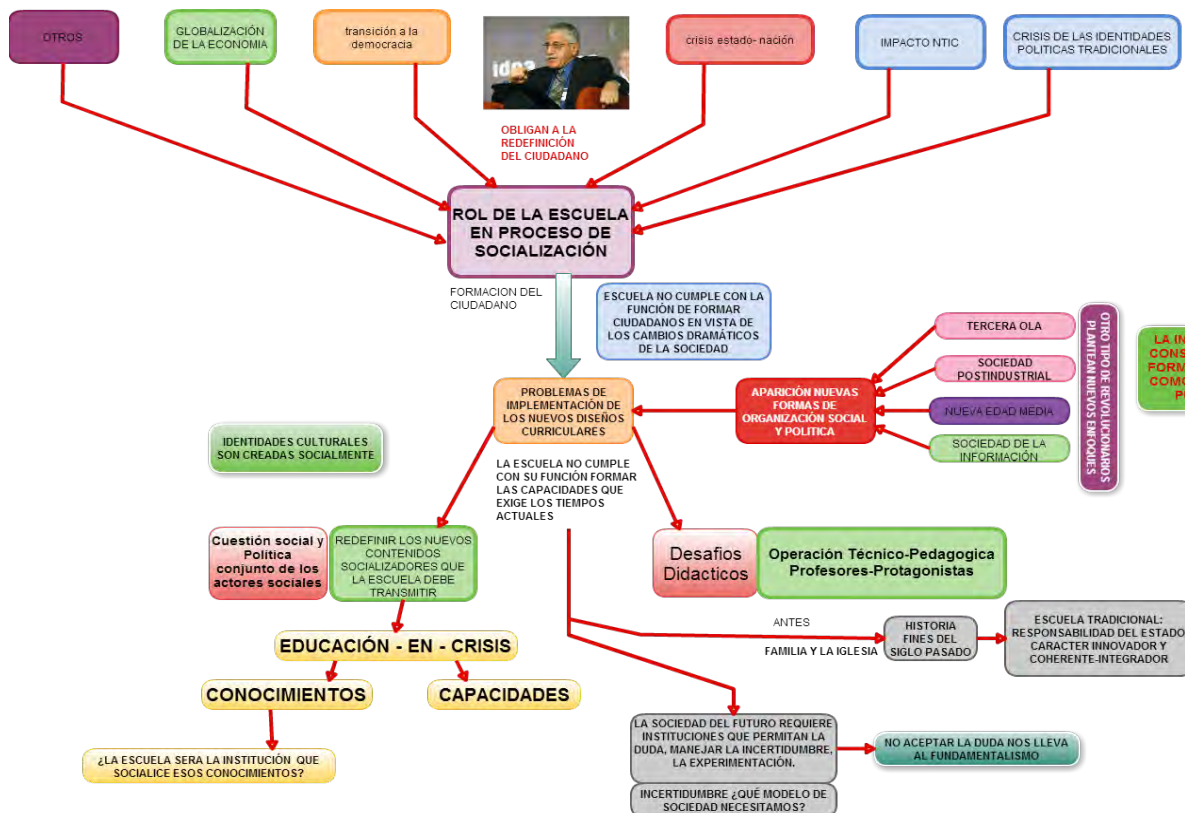 OTROS
GLOBALIZACIÓN
DE LA ECONOMIA
transición a la
democracia
idea
crisis estado- nación
IMPACTO NTIC
CRISIS DE LAS IDENTIDADES
POLITICAS TRADICIONALES
OBLIGAN A LA
REDEFINICIÓN
DEL CIUDADANO
ROL DE LA ESCUELA
EN PROCESO DE
SOCIALIZACIÓN
FORMACION DEL
CIUDADANO
ESCUELA NO CUMPLE CON LA
FUNCIÓN DE FORMAR
CIUDADANOS EN VISTA DE
LOS CAMBIOS DRAMÁTICOS
DE LA SOCIEDAD
TERCERA OLA
SOCIEDAD
POSTINDUSTRIAL
NUEVA EDAD MEDIA
SOCIEDAD DE LA
INFORMACIÓN
OTRO TIPO DE REVOLUCIONARIOS
PLANTEAN NUEVOS ENFOQUES
LA
FORM
COMO
APARICIÓN NUEVAS
FORMAS DE
ORGANIZACIÓN SOCIAL
Y POLITICA
PROBLEMAS DE
IMPLEMENTACIÓN DE
LOS NUEVOS DISEÑOS
CURRICULARES
IDENTIDADES CULTURALES
SON CREADAS SOCIALMENTE
LA ESCUELA NO CUMPLE
CON SU FUNCIÓN FORMAR
LAS CAPACIDADES QUE
EXIGE LOS TIEMPOS
ACTUALES
Cuestión social y
Política
conjunto de los
actores sociales
REDEFINIR LOS NUEVOS
CONTENIDOS
SOCIALIZADORES QUE
LA ESCUELA DEBE
TRANSMITIR
Desafios
Didacticos
Operación Técnico-Pedagogica
Profesores-Protagonistas
EDUCACIÓN - EN - CRISIS
CONOCIMIENTOS
CAPACIDADES
¿LA ESCUELA SERA LA INSTITUCIÓN QUE
SOCIALICE ESOS CONOCIMIENTOS?
ANTES
FAMILIA Y LA IGLESIA
HISTORIA
FINES DEL
SIGLO PASADO
ESCUELA TRADICIONAL:
RESPONSABILIDAD DEL ESTADO
CARACTER INNOVADOR Y
COHERENTE-INTEGRADOR
LA SOCIEDAD DEL FUTURO REQUIERE
INSTITUCIONES QUE PERMITAN LA
DUDA, MANEJAR LA INCERTIDUMBRE,
LA EXPERIMENTACIÓN.
INCERTIDUMBRE ¿QUÉ MODELO DE
SOCIEDAD NECESITAMOS?
NO ACEPTAR LA DUDA NOS LLEVA
AL FUNDAMENTALISMO